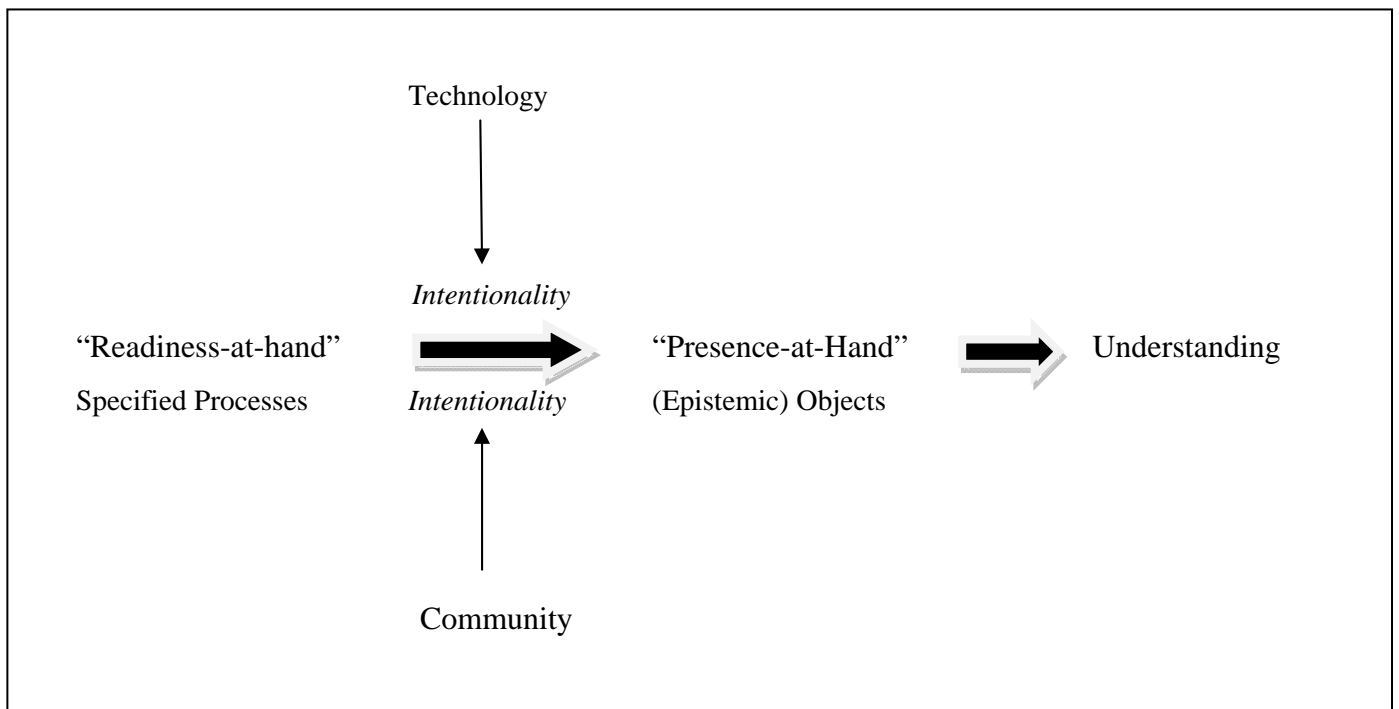 Technology
Intentionality
“Readiness-at-hand” “Presence-at-Hand” Understanding
Specified Processes Intentionality (Epistemic) Objects
Community